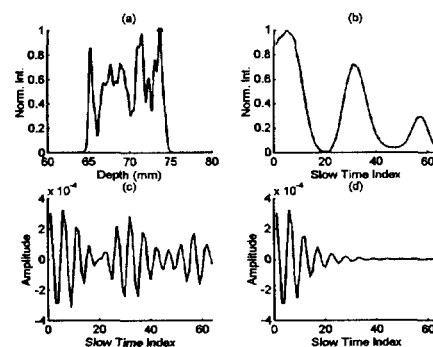 (a)
(b)
Norm. Int.
1
0.8
0.6
0.4
0.2
0
60 65 70 75 80
Depth (mm)
Norm. Int.
1
0.8
0.6
0.4
0.2
0
0 20 40 60
Slow Time Index
(c)
(d)
x 10-4
Amplitude
4
2
0
-2
-4
0 20 40 60
Slow Time Index
x 10-4
Amplitude
4
2
0
-2
-4
0 20 40 60
Slow Time Index